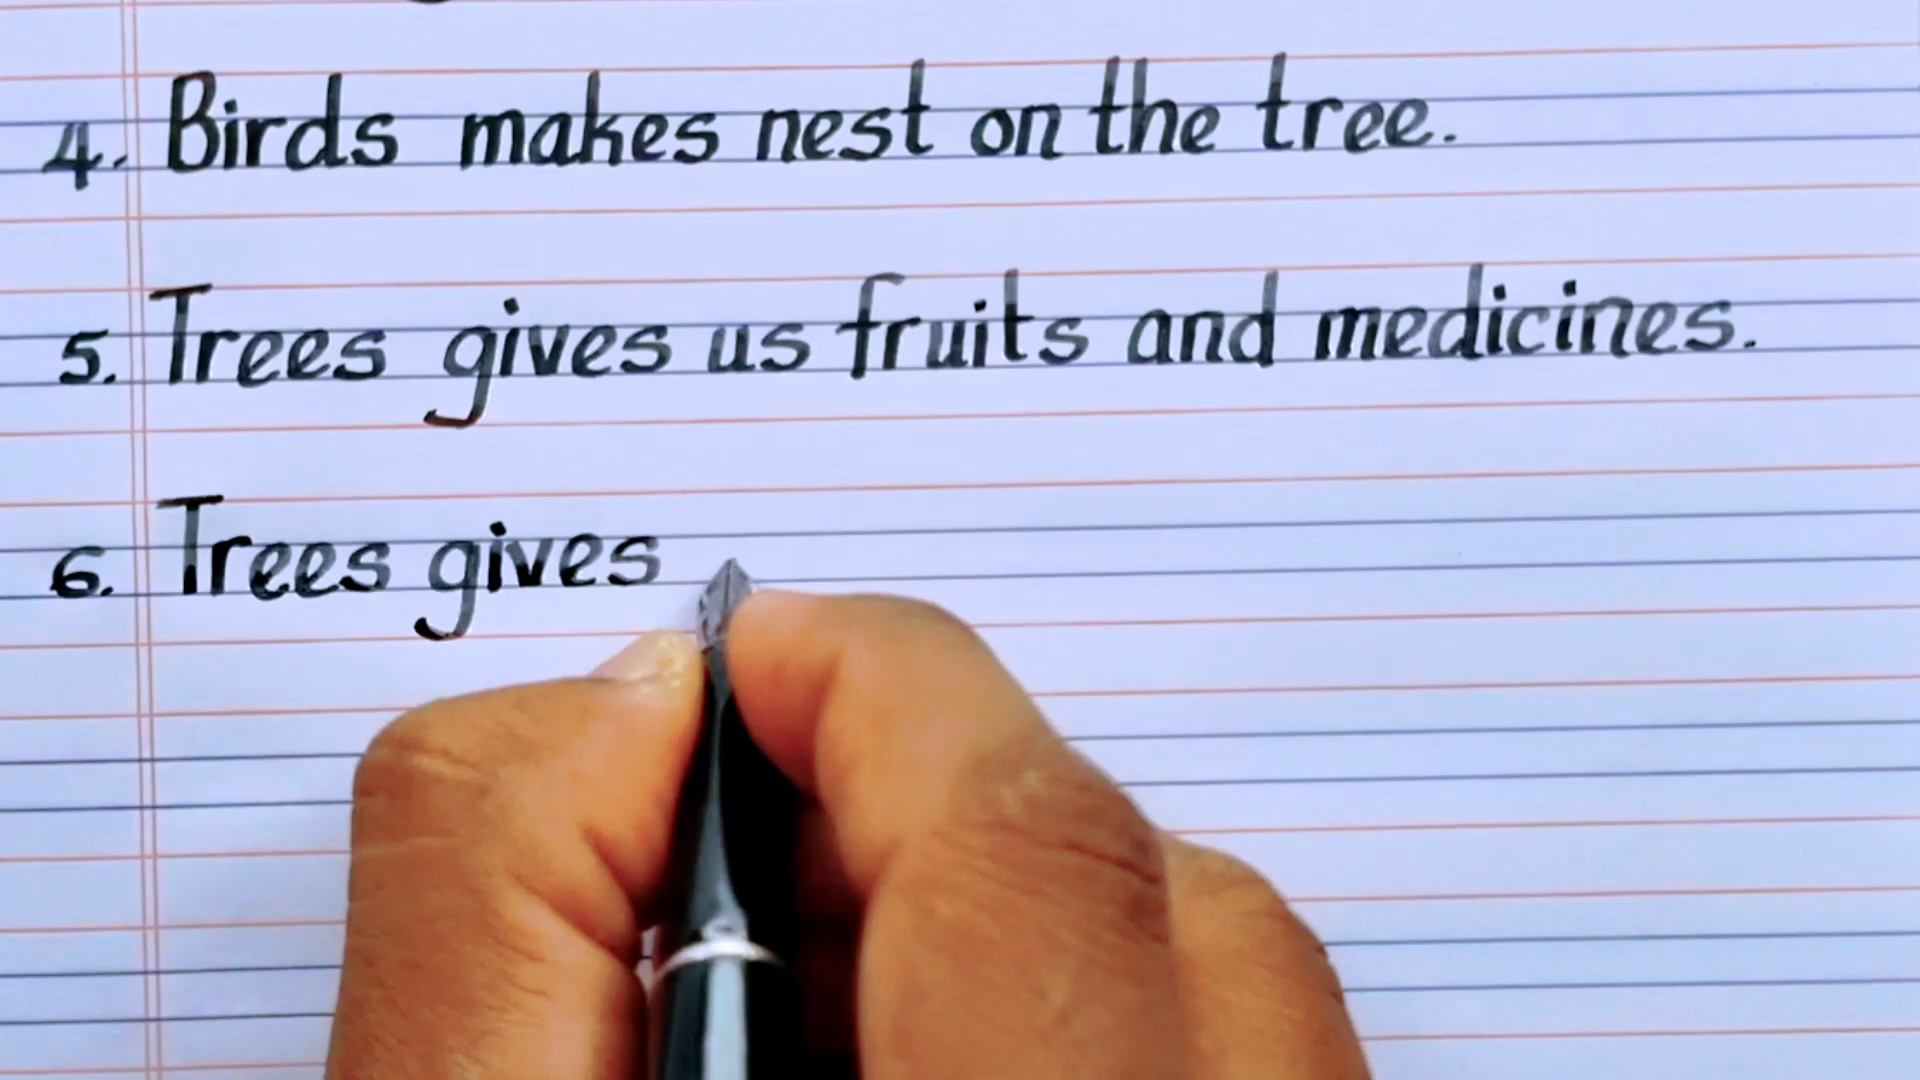 4. Birds makes nest on the tree.
5. Trees gives us fruits and medicines.
6. Trees gives